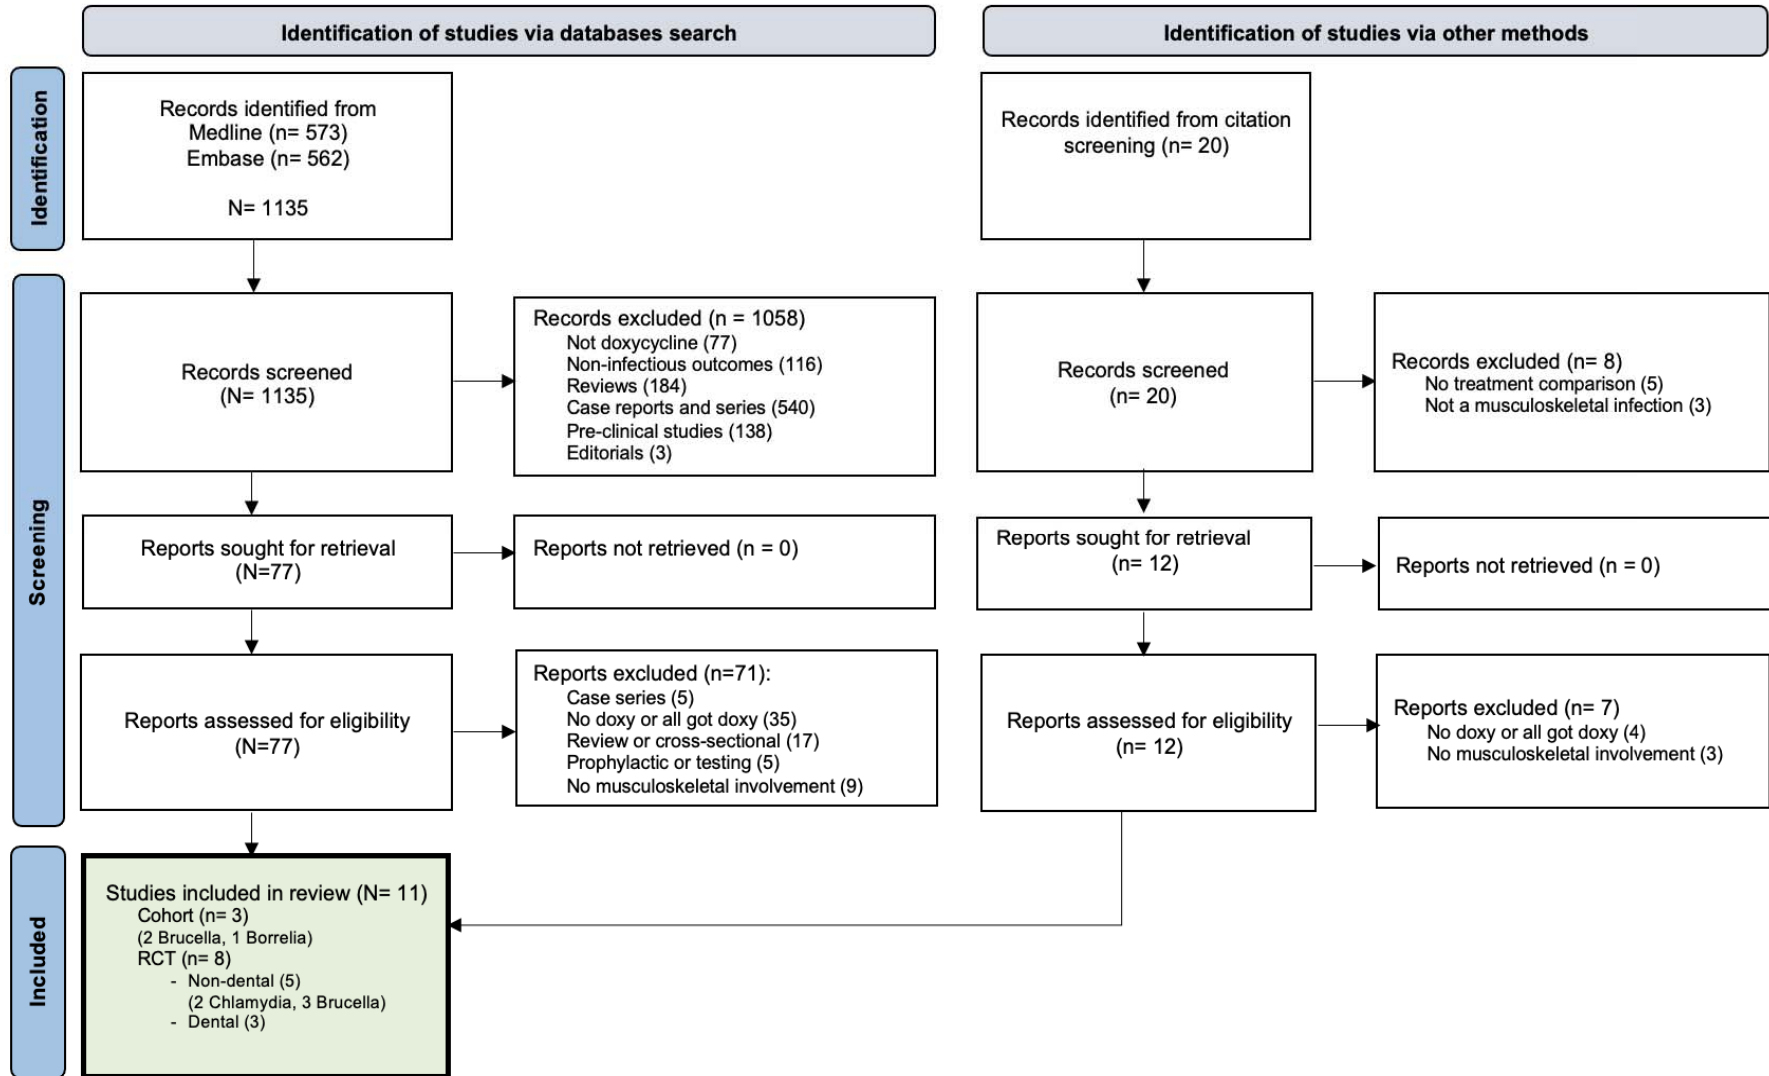 Identification of studies via databases search
Identification of studies via other methods
Identification
Records identified from
Medline (n= 573)
Embase (n= 562)
N= 1135
Records identified from citation
screening (n= 20)
Screening
Records screened
(N= 1135)
Records excluded (n = 1058)
Not doxycycline (77)
Non-infectious outcomes (116)
Reviews (184)
Case reports and series (540)
Pre-clinical studies (138)
Editorials (3)
Records screened
(n= 20)
Records excluded (n= 8)
No treatment comparison (5)
Not a musculoskeletal infection (3)
Reports sought for retrieval
(N=77)
Reports not retrieved (n = 0)
Reports sought for retrieval
(n= 12)
Reports not retrieved (n = 0)
Reports assessed for eligibility
(N=77)
Reports excluded (n=71):
Case series (5)
No doxy or all got doxy (35)
Review or cross-sectional (17)
Prophylactic or testing (5)
No musculoskeletal involvement (9)
Reports assessed for eligibility
(n= 12)
Reports excluded (n= 7)
No doxy or all got doxy (4)
No musculoskeletal involvement (3)
Included
Studies included in review (N= 11)
Cohort (n= 3)
(2 Brucella, 1 Borrelia)
RCT (n= 8)
- Non-dental (5)
(2 Chlamydia, 3 Brucella)
- Dental (3)